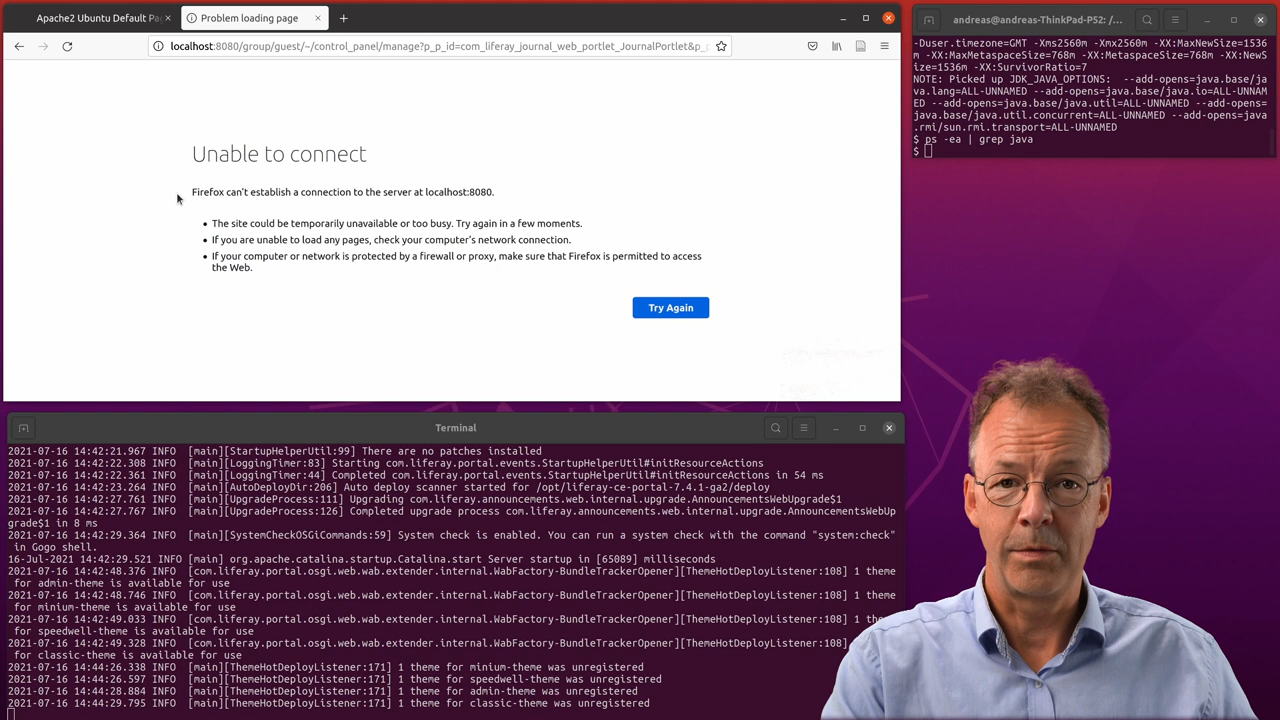 Apache2 Ubuntu Default Pa
Problem loading page
localhost:8080/group/guest/~/control_panel/manage?p_p_id=com_liferay_journal_web_portlet_JournalPortlet&p_
Unable to connect
Firefox can't establish a connection to the server at localhost:8080.
The site could be temporarily unavailable or too busy. Try again in a few moments.
If you are unable to load any pages, check your computer's network connection.
If your computer or network is protected by a firewall or proxy, make sure that Firefox is permitted to access
the Web.
Try Again
andreas@andreas-ThinkPad-P52: /...
-Duser.timezone=GMT -Xms2560m -Xmx2560m -XX:MaxNewSize=1536
m -XX:MaxMetaspaceSize=768m -XX:MetaspaceSize=768m -XX:NewS
ize=1536m -XX:SurvivorRatio=7
NOTE: Picked up JDK_JAVA_OPTIONS:  --add-opens=java.base/ja
va.lang=ALL-UNNAMED --add-opens=java.base/java.io=ALL-UNNAM
ED --add-opens=java.base/java.util=ALL-UNNAMED --add-opens=
java.base/java.util.concurrent=ALL-UNNAMED --add-opens=java
.rmi/sun.rmi.transport=ALL-UNNAMED
$ ps -ea | grep java
$
Terminal
2021-07-16 14:42:21.967 INFO  [main][StartupHelperUtil:99] There are no patches installed
2021-07-16 14:42:22.308 INFO  [main][LoggingTimer:83] Starting com.liferay.portal.events.StartupHelperUtil#initResourceActions
2021-07-16 14:42:22.361 INFO  [main][LoggingTimer:44] Completed com.liferay.portal.events.StartupHelperUtil#initResourceActions in 54 ms
2021-07-16 14:42:23.264 INFO  [main][AutoDeployDir:206] Auto deploy scanner started for /opt/liferay-ce-portal-7.4.1-ga2/deploy
2021-07-16 14:42:27.761 INFO  [main][UpgradeProcess:111] Upgrading com.liferay.announcements.web.internal.upgrade.AnnouncementsWebUpgrade$1
2021-07-16 14:42:27.767 INFO  [main][UpgradeProcess:126] Completed upgrade process com.liferay.announcements.web.internal.upgrade.AnnouncementsWebUp
grade$1 in 8 ms
2021-07-16 14:42:29.364 INFO  [main][SystemCheckOSGiCommands:59] System check is enabled. You can run a system check with the command "system:check"
in Gogo shell.
16-Jul-2021 14:42:29.521 INFO [main] org.apache.catalina.startup.Catalina.start Server startup in [65089] milliseconds
2021-07-16 14:42:48.376 INFO  [com.liferay.portal.osgi.web.wab.extender.internal.WabFactory-BundleTrackerOpener][ThemeHotDeployListener:108] 1 theme
for admin-theme is available for use
2021-07-16 14:42:48.746 INFO  [com.liferay.portal.osgi.web.wab.extender.internal.WabFactory-BundleTrackerOpener][ThemeHotDeployListener:108] 1 theme
for minium-theme is available for use
2021-07-16 14:42:49.033 INFO  [com.liferay.portal.osgi.web.wab.extender.internal.WabFactory-BundleTrackerOpener][ThemeHotDeployListener:108] 1 the
for speedwell-theme is available for use
2021-07-16 14:42:49.328 INFO  [com.liferay.portal.osgi.web.wab.extender.internal.WabFactory-BundleTrackerOpener][ThemeHotDeployListener:108]
for classic-theme is available for use
2021-07-16 14:44:26.338 INFO  [main][ThemeHotDeployListener:171] 1 theme for minium-theme was unregistered
2021-07-16 14:44:26.597 INFO  [main][ThemeHotDeployListener:171] 1 theme for speedwell-theme was unregistered
2021-07-16 14:44:28.884 INFO  [main][ThemeHotDeployListener:171] 1 theme for admin-theme was unregistered
2021-07-16 14:44:29.795 INFO  [main][ThemeHotDeployListener:171] 1 theme for classic-theme was unregistered